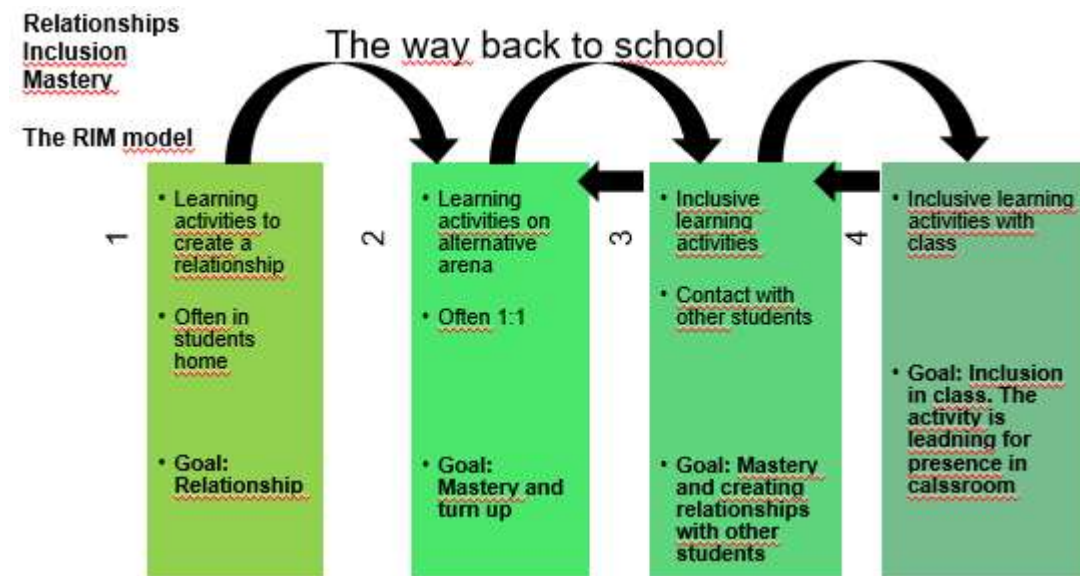 Relationships
Inclusion
Mastery
The RIM model
The way back to school
1
• Learning
activities to
create a
relationship
• Often in
students
home
• Goal:
Relationship
2
• Learning
activities on
alternative
arena
• Often 1:1
• Goal:
Mastery and
turn up
3
• Inclusive
learning
activities
• Contact with
other students
• Goal: Mastery
and creating
relationships
with other
students
4
• Inclusive learning
activities with
class
• Goal: Inclusion
in class. The
activity is
leadning for
presence in
calssroom